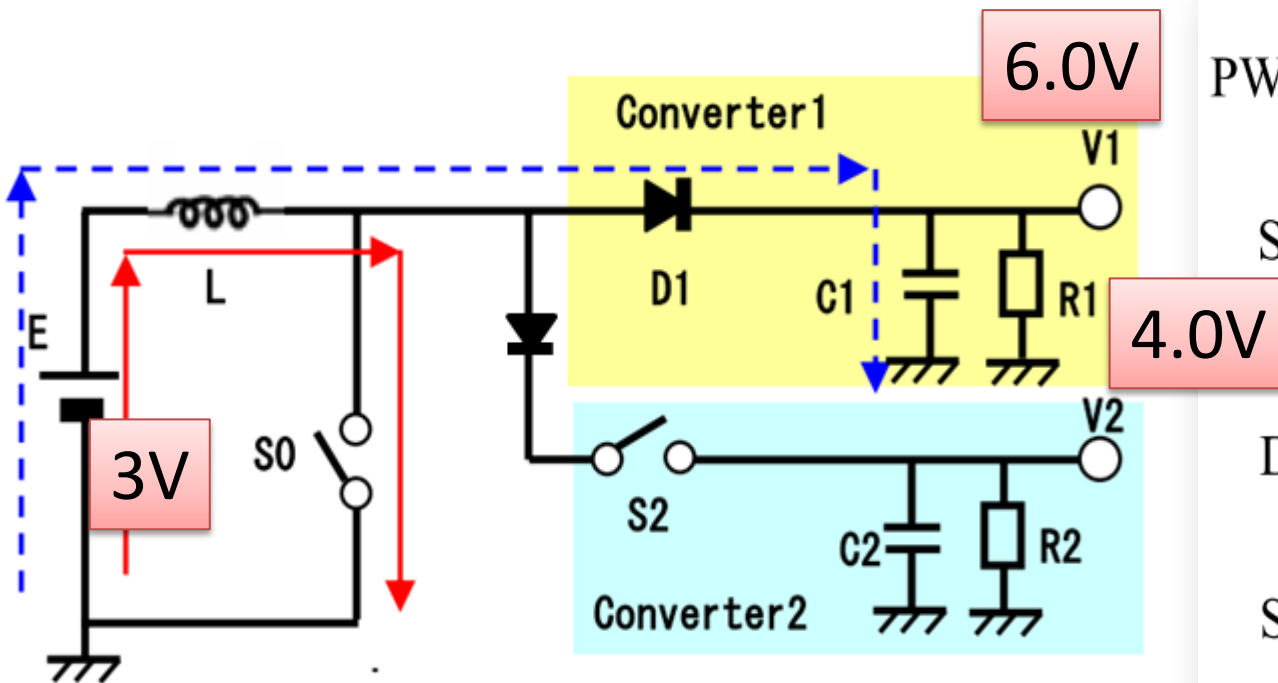 6.0V
PW
Converter1
V1
S
L
D1
C1
R1
E
4.0V
V2
S0
3V
S2
D
C2
R2
Converter2
S